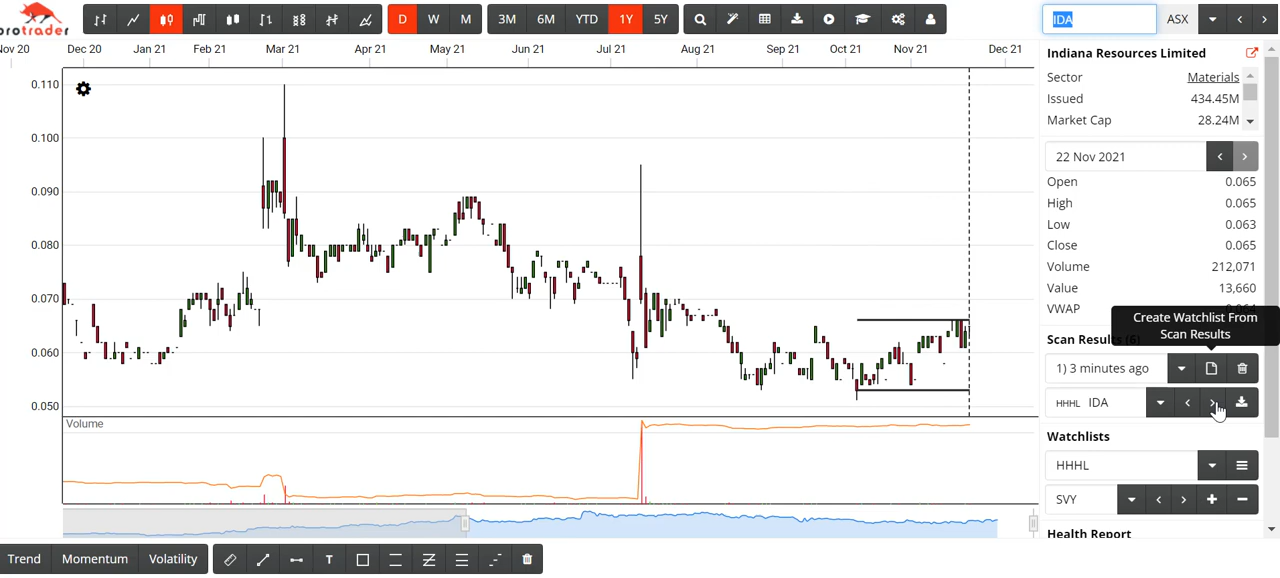 protrader
D W M 3M 6M YTD 1Y 5Y
IDA ASX
Nov 20 Dec 20 Jan 21 Feb 21 Mar 21 Apr 21 May 21 Jun 21 Jul 21 Aug 21 Sep 21 Oct 21 Nov 21 Dec 21
0.110
0.100
0.090
0.080
0.070
0.060
0.050
Volume
Indiana Resources Limited
Sector Materials
Issued 434.45M
Market Cap 28.24M
22 Nov 2021
Open 0.065
High 0.065
Low 0.063
Close 0.065
Volume 212,071
Value 13,660
VWAP
Create Watchlist From
Scan Results
Scan Results (6)
1) 3 minutes ago
HHHL IDA
Watchlists
HHHL
SVY
Health Report
Trend Momentum Volatility T